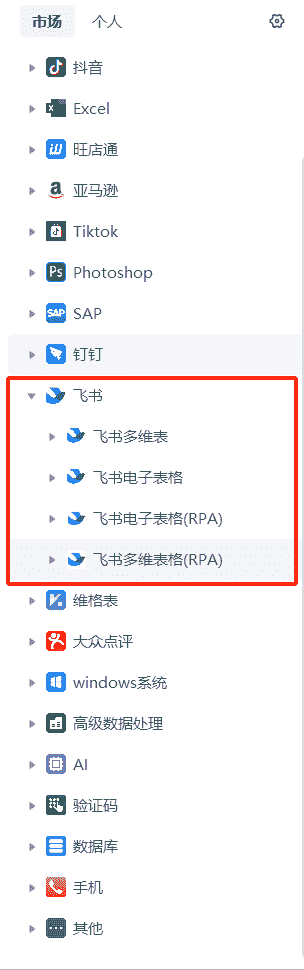 市场 个人
抖音
Excel
旺店通
亚马逊
Tiktok
Photoshop
SAP
钉钉
飞书
飞书多维表
飞书电子表格
飞书电子表格(RPA)
飞书多维表格(RPA)
维格表
大众点评
windows系统
高级数据处理
AI
验证码
数据库
手机
其他